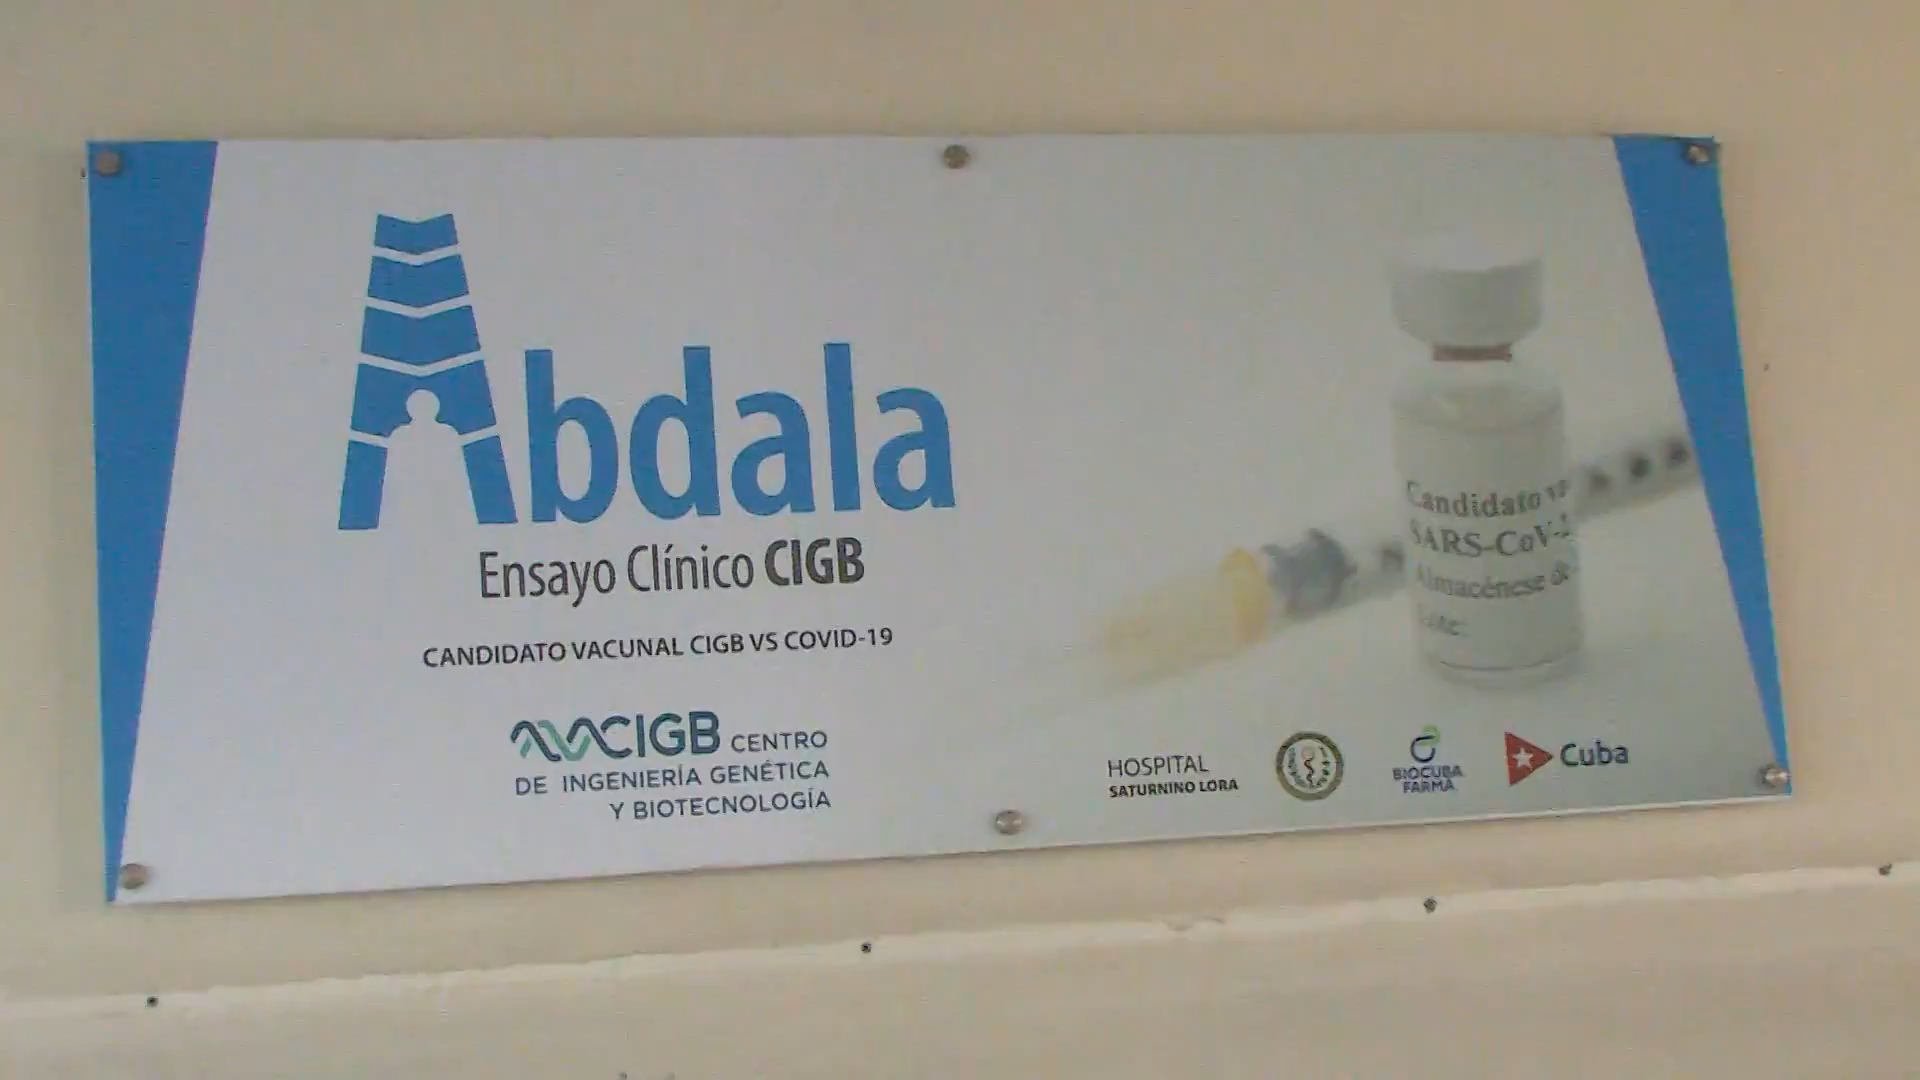 Abdala
Ensayo Clínico CIGB
CANDIDATO VACUNAL CIGB VS COVID-19
CIGB CENTRO
DE INGENIERÍA GENÉTICA
Y BIOTECNOLOGÍA
Candidato
SARS-CoV-2
Almacénese de
HOSPITAL
SATURNINO LORA
BIOCUBA
FARMA
Cuba